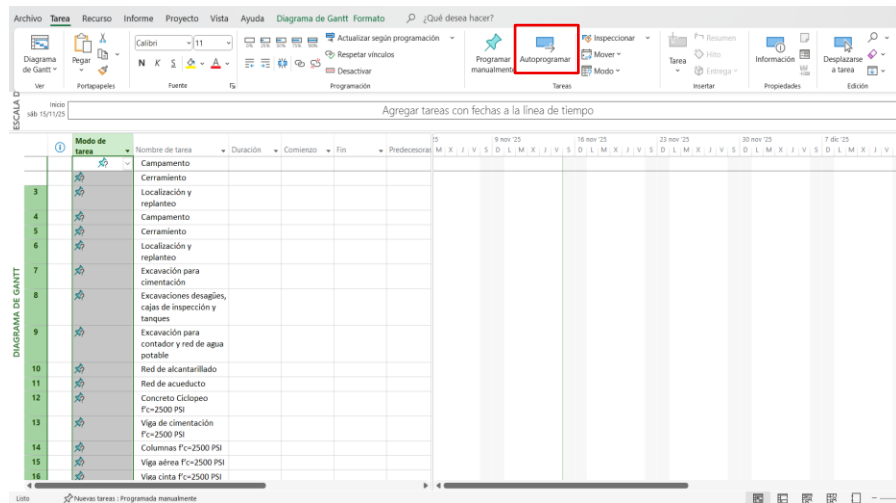 Archivo Tarea Recurso Informe Proyecto Vista Ayuda Diagrama de Gantt Formato ¿Qué desea hacer?
Diagrama de Gantt
Ver
Pegar
Portapapeles
Calibri 11
N K S A
Fuente
0% 25% 50% 75% 100%
Actualizar según programación
Respetar vínculos
Desactivar
Programación
Programar manualmente
Autoprogramar
Inspeccionar
Mover
Modo
Tareas
Tarea
Resumen
Hito
Entrega
Insertar
Información
Propiedades
Desplazarse a tarea
Edición
ESCALA D
Inicio
sáb 15/11/25
Agregar tareas con fechas a la línea de tiempo
Modo de tarea Nombre de tarea Duración Comienzo Fin Predecesoras
'25 9 nov '25 16 nov '25 23 nov '25 30 nov '25 7 dic '25
M X J V S D L M X J V S D L M X J V S D L M X J V S D L M X J V S D L M X J V
DIAGRAMA DE GANTT
Campamento
Cerramiento
3 Localización y
replanteo
4 Campamento
5 Cerramiento
6 Localización y
replanteo
7 Excavación para
cimentación
8 Excavaciones desagües,
cajas de inspección y
tanques
9 Excavación para
contador y red de agua
potable
10 Red de alcantarillado
11 Red de acueducto
12 Concreto Ciclopeo
f'c=2500 PSI
13 Viga de cimentación
f'c=2500 PSI
14 Columnas f'c=2500 PSI
15 Viga aérea f'c=2500 PSI
16 Viga cinta f'c=2500 PSI
Listo Nuevas tareas : Programada manualmente